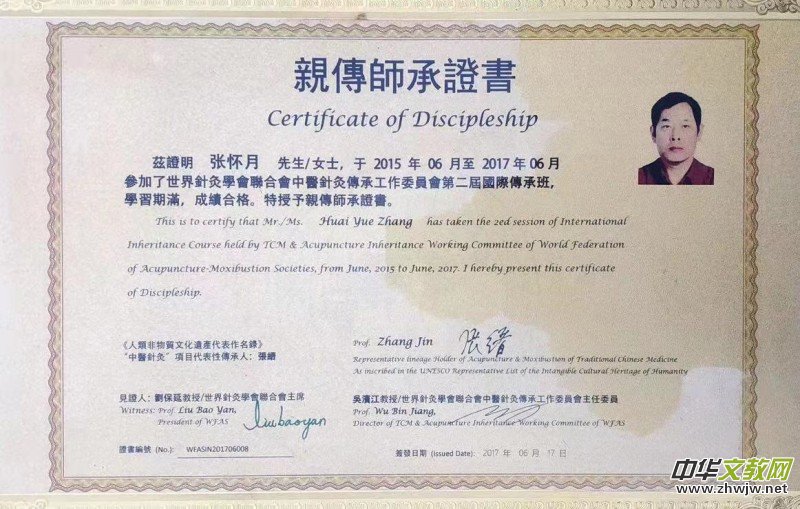 親傳師承證書
Certificate of Discipleship
茲證明 张怀月 先生/女士，于 2015 年 06 月至 2017 年 06 月
參加了世界針灸學會聯合會中醫針灸傳承工作委員會第二屆國際傳承班，
學習期滿，成績合格。特授予親傳師承證書。
This is to certify that Mr./Ms. Huai Yue Zhang has taken the 2ed session of International
Inheritance Course held by TCM & Acupuncture Inheritance Working Committee of World Federation
of Acupuncture-Moxibustion Societies, from June, 2015 to June, 2017. I hereby present this certificate
of Discipleship.
《人類非物質文化遺產代表作名錄》
“中醫針灸”項目代表性傳承人：張縉
Prof. Zhang Jin 張縉
Representative lineage Holder of Acupuncture & Moxibustion of Traditional Chinese Medicine
As inscribed in the UNESCO Representative List of the Intangible Cultural Heritage of Humanity
見證人：劉保延教授/世界針灸學會聯合會主席
Witness: Prof. Liu Bao Yan,
President of WFAS
liubaoyan
吳濱江教授/世界針灸學會聯合會中醫針灸傳承工作委員會主任委員
Prof. Wu Bin Jiang,
Director of TCM & Acupuncture Inheritance Working Committee of WFAS
證書編號 (No.): WFASIN201706008
簽發日期 (Issued Date): 2017 年 06 月 17 日
中华文教网
www.zhwjw.net